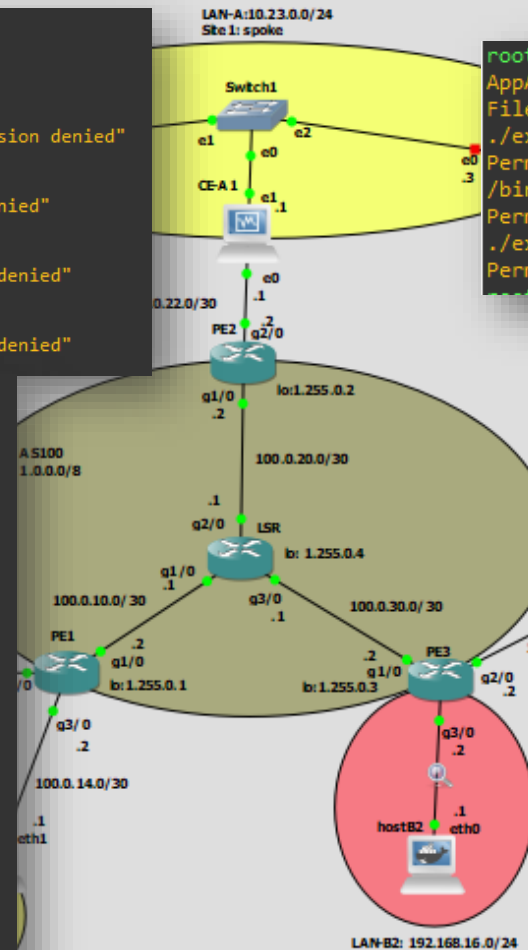 LAN-A:10.23.0.0/24
Site 1: spoke
Switch1
sion denied"
nied"
denied"
denied"
root
AppA
File
./ex
Perm
/bin
Perm
./ex
Perm
e1
e2
e0
e0
.3
CE-A 1
e1
.1
e0
.1
0.22.0/30
.2
PE2
g2/0
lo:1.255.0.2
g1/0
.2
A S100
1.0.0.0/8
100.0.20.0/30
.1
g2/0
LSR
lo: 1.255.0.4
g1/0
.1
g3/0
.1
100.0.10.0/ 30
100.0.30.0/ 30
PE1
.2
g1/0
lo:1.255.0. 1
/0
g3/0
.2
PE3
.2
g1/0
lo:1.255.0.3
g2/0
.2
g3/0
.2
100.0. 14.0/30
.1
eth1
hostB2
.1
eth0
LAN-B2: 192.168.16.0/24